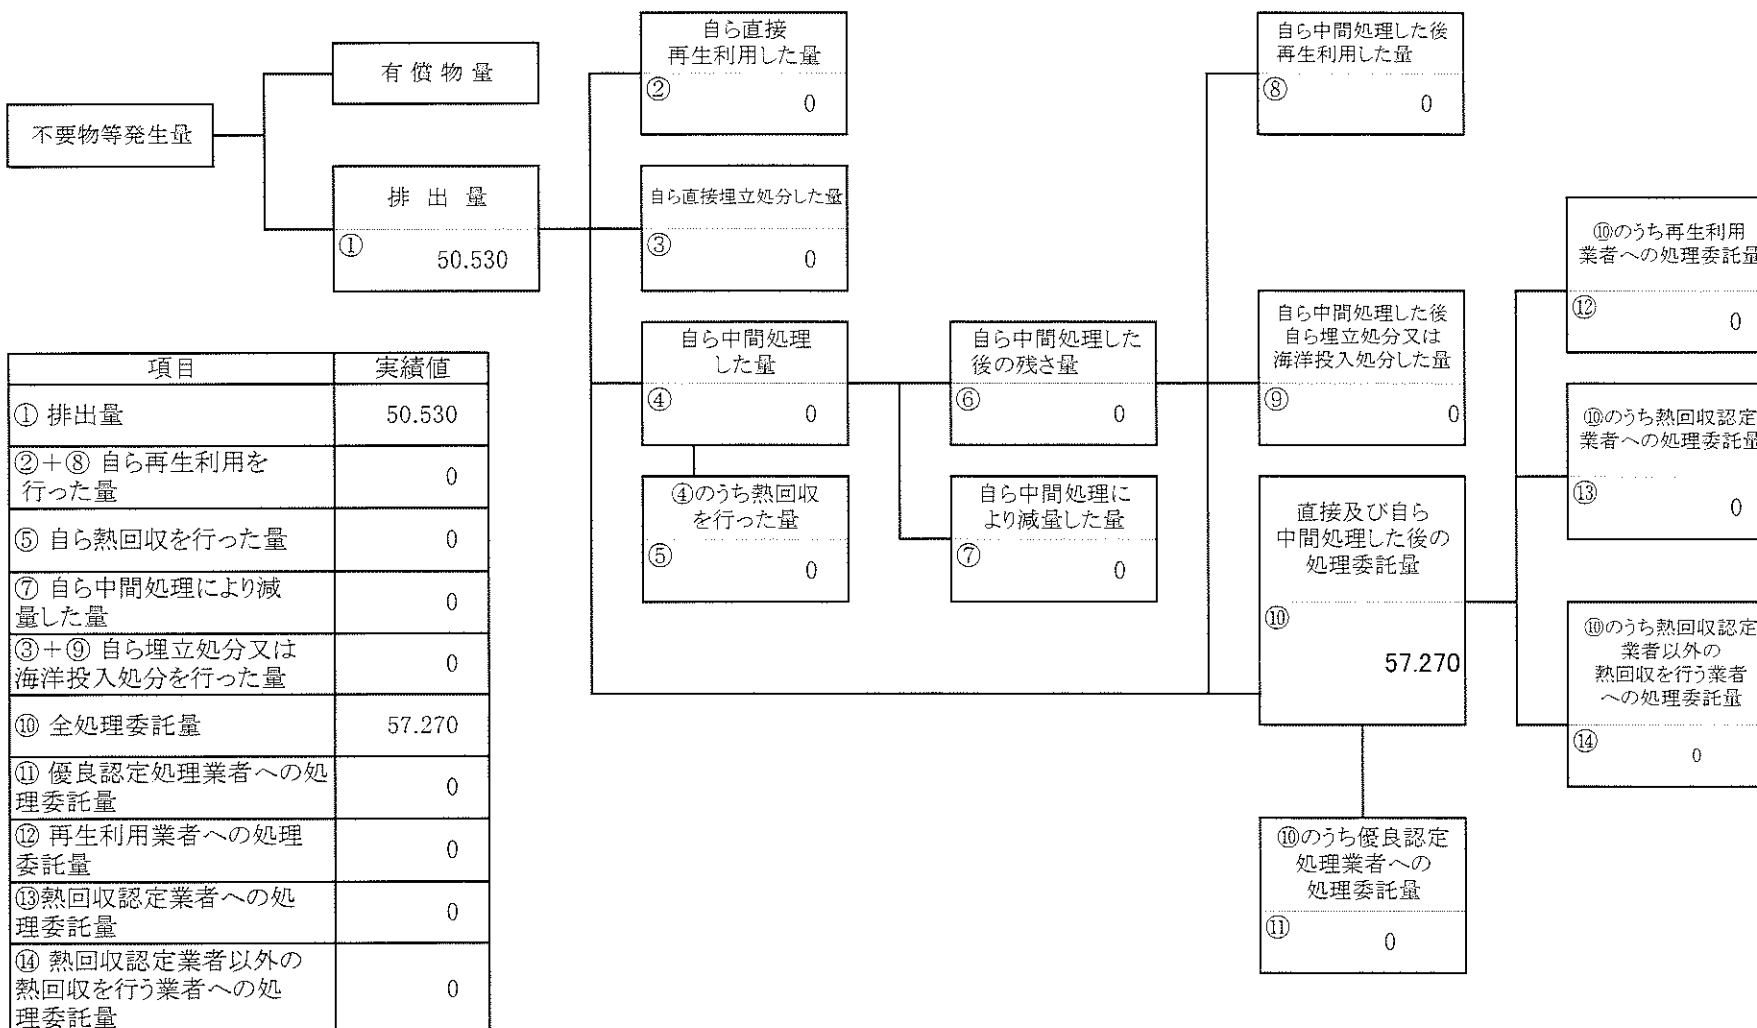 不要物等発生量
有償物量
排出量
①
50.530
自ら直接
再生利用した量
②
0
自ら直接埋立処分した量
③
0
自ら中間処理
した量
④
0
④のうち熱回収
を行った量
⑤
0
自ら中間処理した
後の残さ量
⑥
0
自ら中間処理に
より減量した量
⑦
0
自ら中間処理した後
再生利用した量
⑧
0
自ら中間処理した後
自ら埋立処分又は
海洋投入処分した量
⑨
0
直接及び自ら
中間処理した後の
処理委託量
⑩
57.270
⑩のうち優良認定
処理業者への
処理委託量
⑪
0
⑩のうち再生利用
業者への処理委託量
⑫
0
⑩のうち熱回収認定
業者への処理委託量
⑬
0
⑩のうち熱回収認定
業者以外の
熱回収を行う業者
への処理委託量
⑭
0
項目 実績値
① 排出量 50.530
②+⑧ 自ら再生利用を
行った量 0
⑤ 自ら熱回収を行った量 0
⑦ 自ら中間処理により減
量した量 0
③+⑨ 自ら埋立処分又は
海洋投入処分を行った量 0
⑩ 全処理委託量 57.270
⑪ 優良認定処理業者への処
理委託量 0
⑫ 再生利用業者への処理
委託量 0
⑬熱回収認定業者への処
理委託量 0
⑭ 熱回収認定業者以外の
熱回収を行う業者への処
理委託量 0